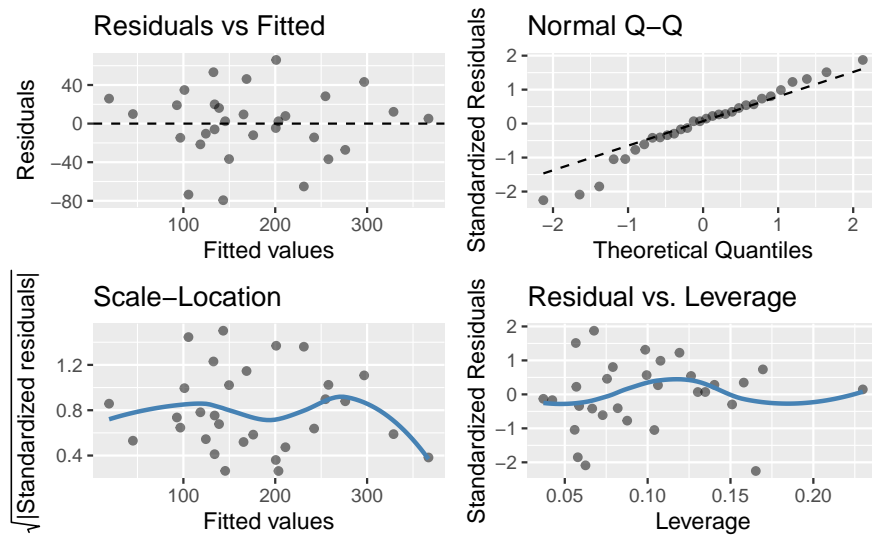 Residuals vs Fitted
Residuals
40
0
−40
−80
100
200
300
Fitted values
Normal Q−Q
Standardized Residuals
2
1
0
−1
−2
−2
−1
0
1
2
Theoretical Quantiles
Scale−Location
√|Standardized residuals|
1.2
0.8
0.4
100
200
300
Fitted values
Residual vs. Leverage
Standardized Residuals
2
1
0
−1
−2
0.05
0.10
0.15
0.20
Leverage